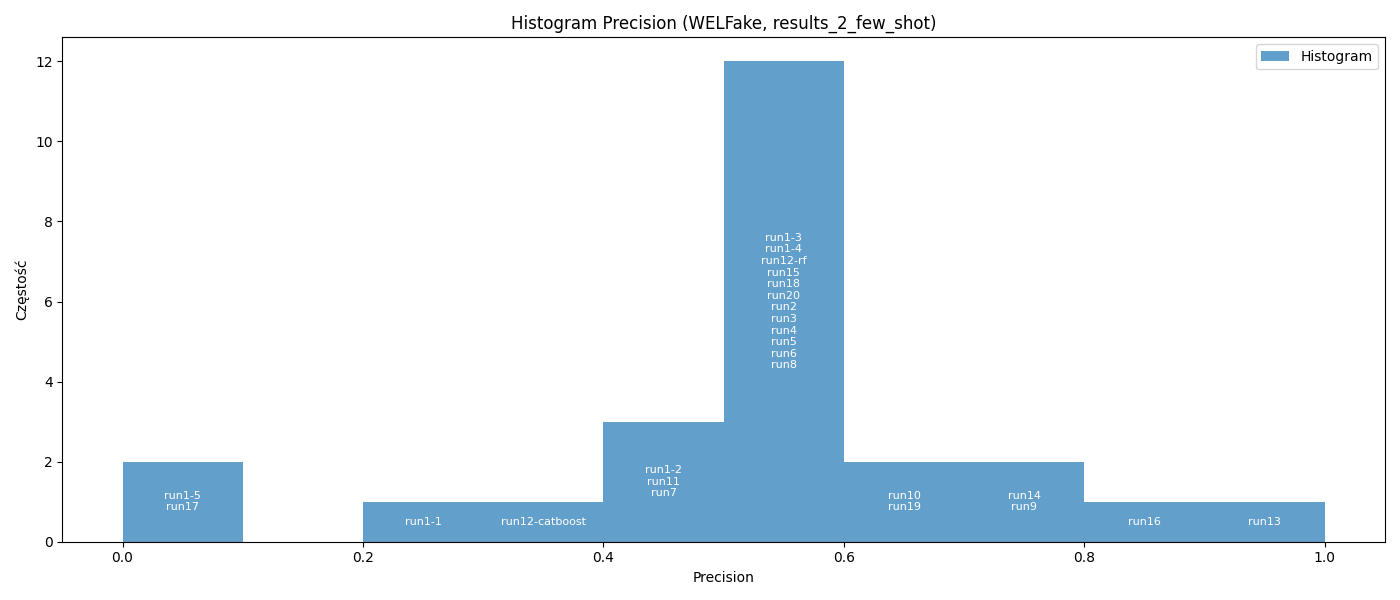 Histogram Precision (WELFake, results_2_few_shot)
Histogram
Częstość
12
10
8
6
4
2
0
run1-5
run17
run1-1
run12-catboost
run1-2
run11
run7
run1-3
run1-4
run12-rf
run15
run18
run20
run2
run3
run4
run5
run6
run8
run10
run19
run14
run9
run16
run13
0.0
0.2
0.4
0.6
0.8
1.0
Precision